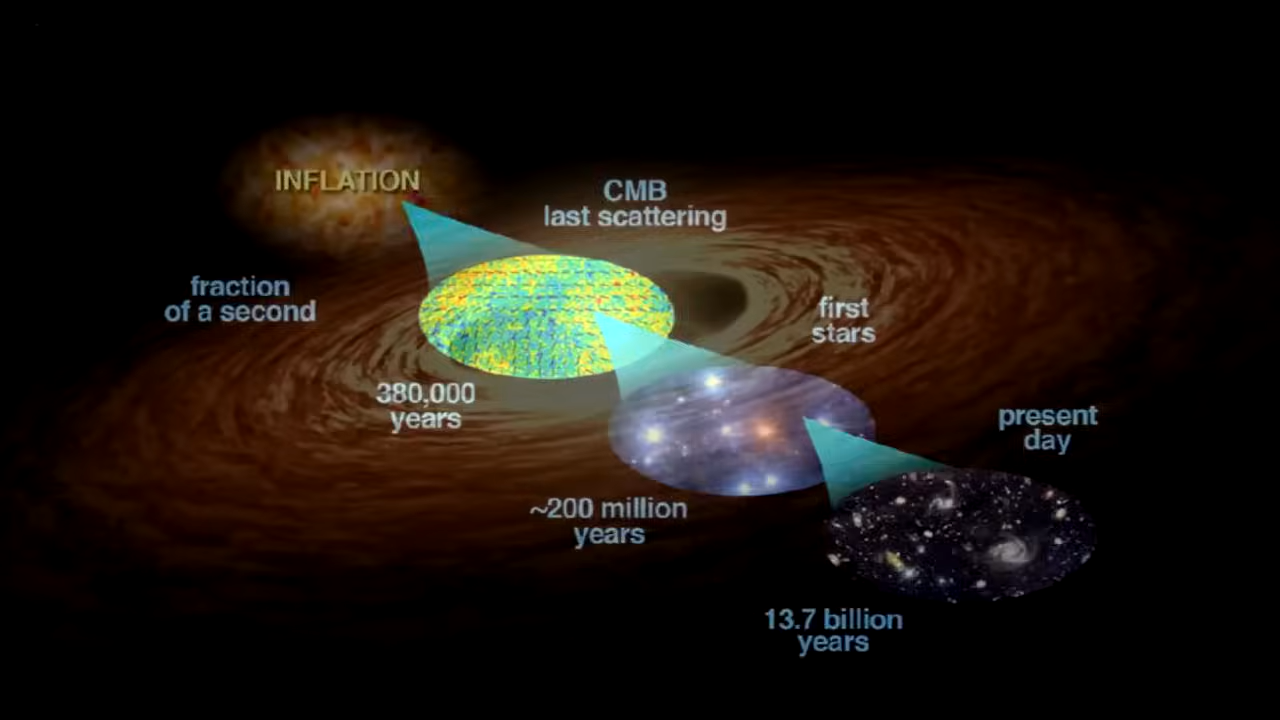 INFLATION
CMB
last scattering
fraction
of a second
first
stars
380,000
years
present
day
~200 million
years
13.7 billion
years